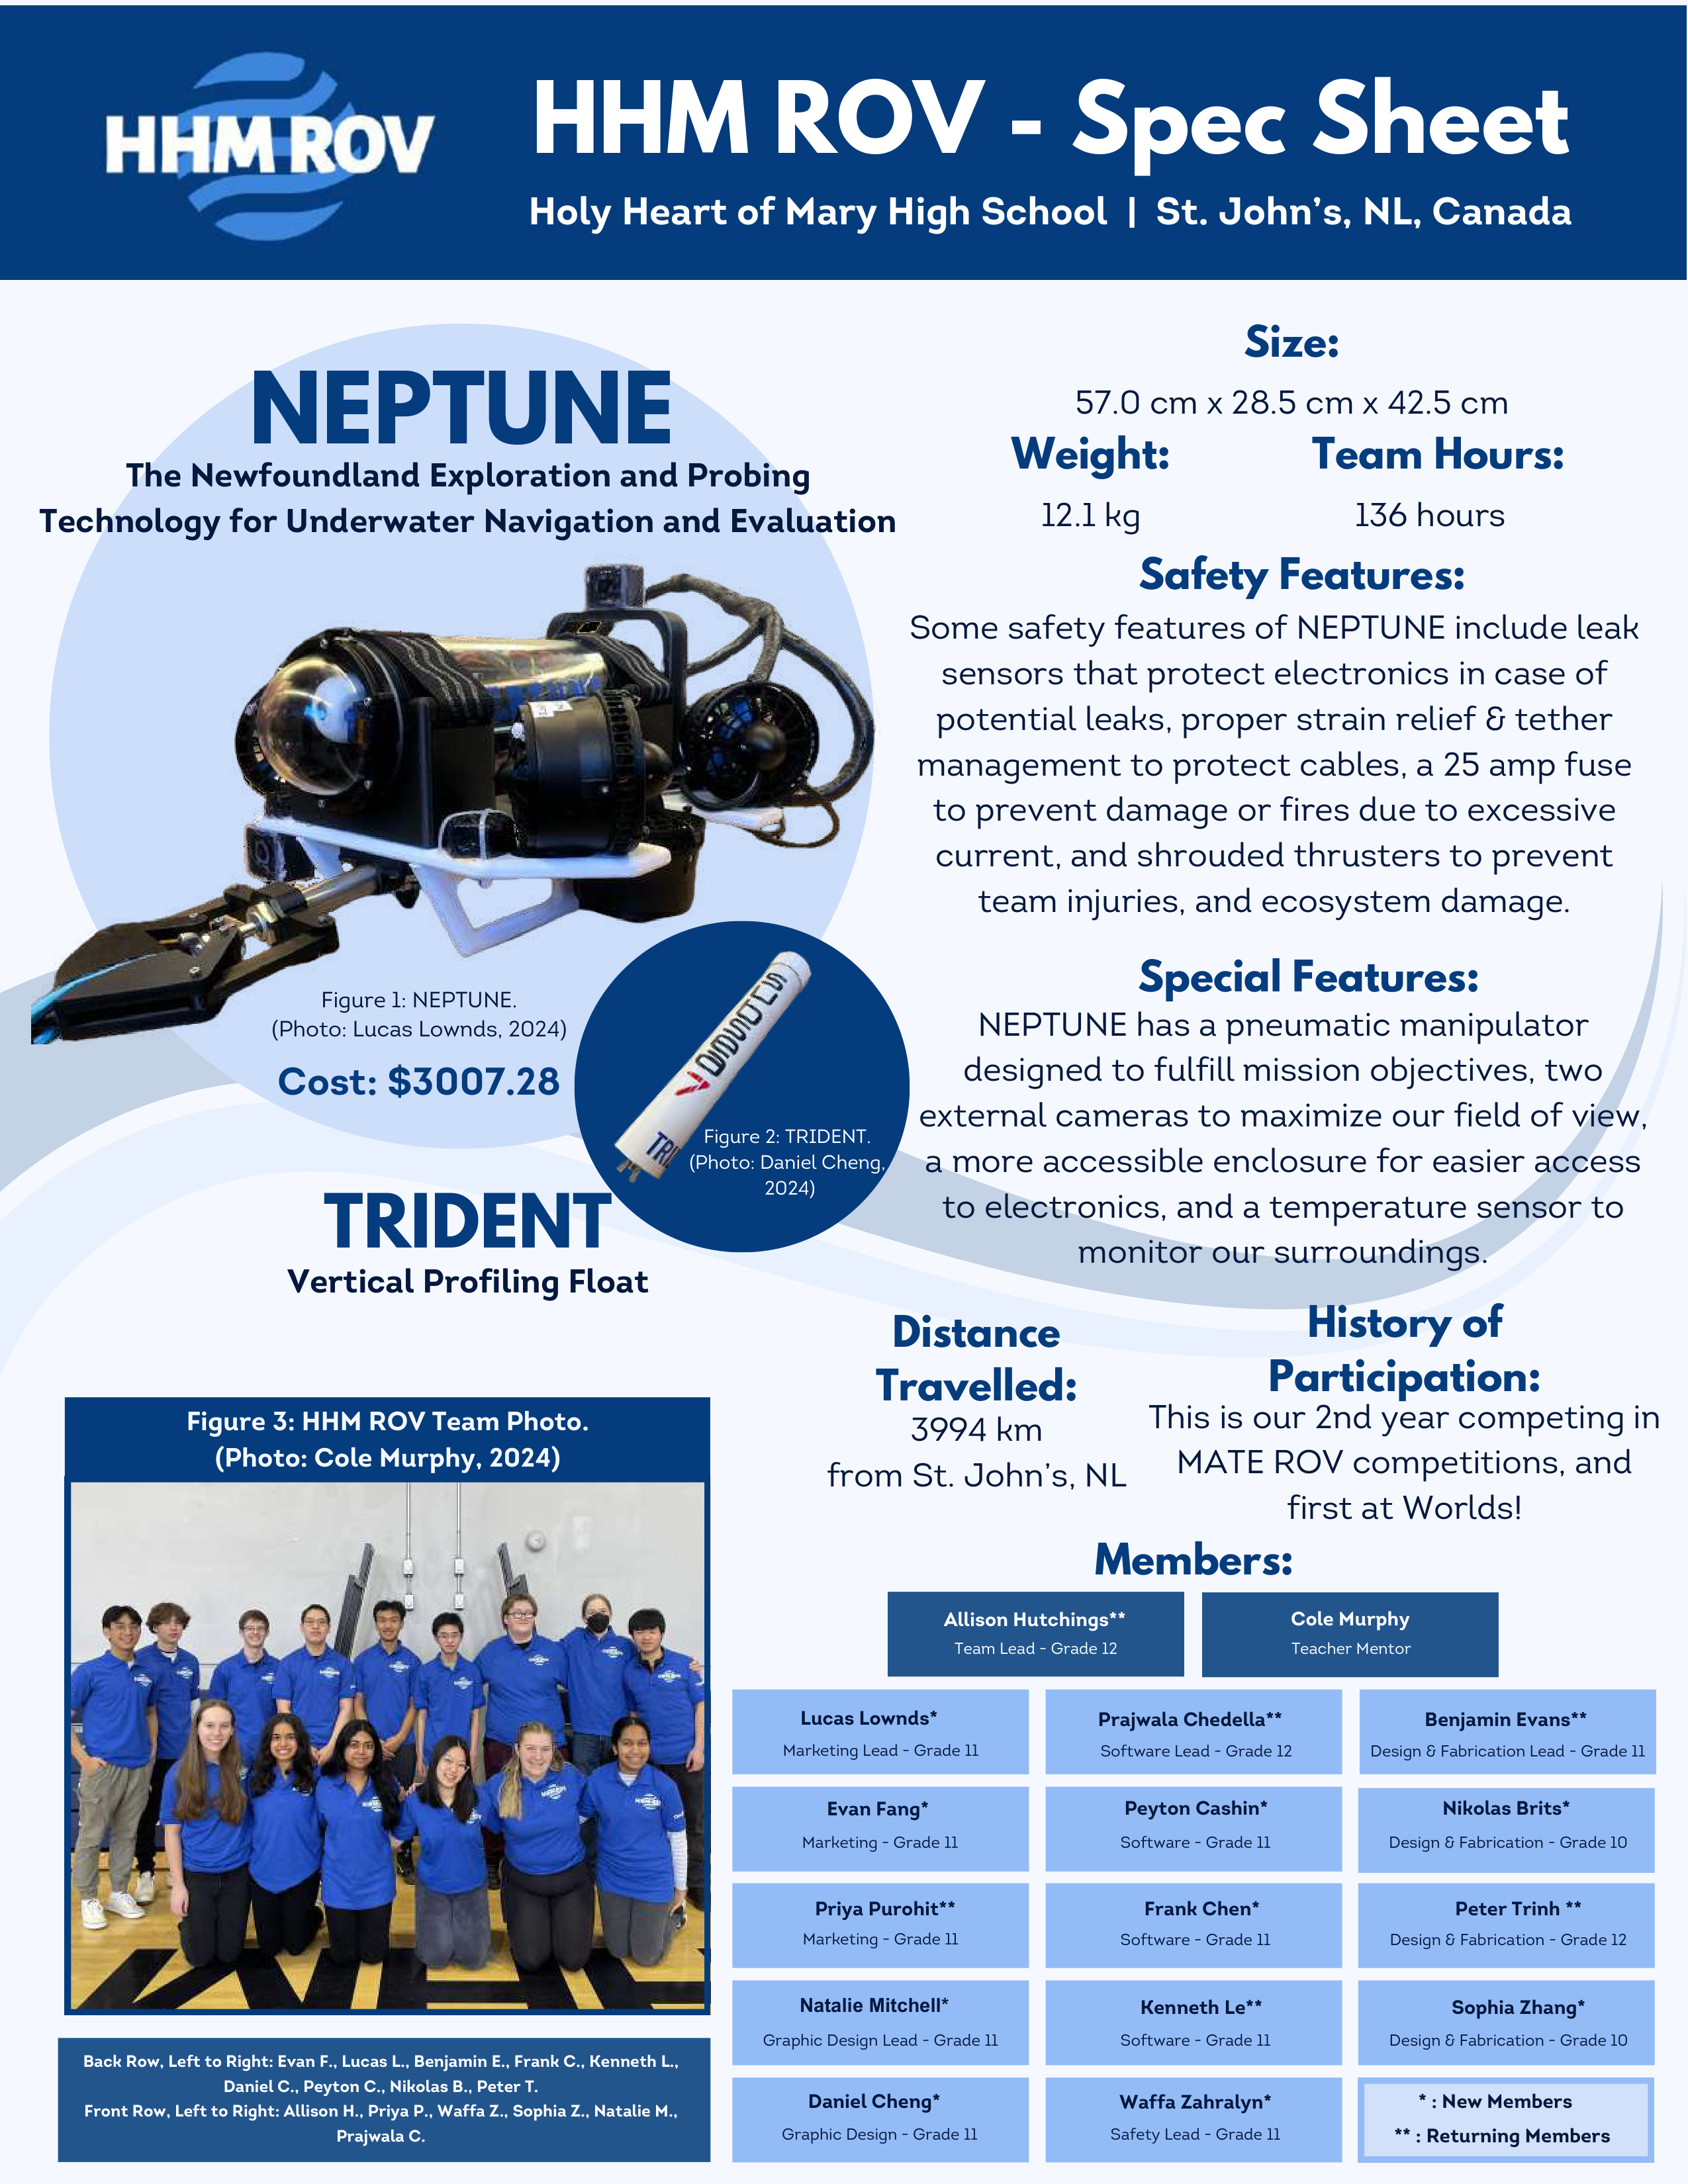 HHM ROV
HHM ROV - Spec Sheet
Holy Heart of Mary High School | St. John's, NL, Canada
NEPTUNE
The Newfoundland Exploration and Probing
Technology for Underwater Navigation and Evaluation
Figure 1: NEPTUNE.
(Photo: Lucas Lownds, 2024)
Cost: $3007.28
Figure 2: TRIDENT.
(Photo: Daniel Cheng,
2024)
TRIDENT
Vertical Profiling Float
Size:
57.0 cm x 28.5 cm x 42.5 cm
Weight:
12.1 kg
Team Hours:
136 hours
Safety Features:
Some safety features of NEPTUNE include leak
sensors that protect electronics in case of
potential leaks, proper strain relief & tether
management to protect cables, a 25 amp fuse
to prevent damage or fires due to excessive
current, and shrouded thrusters to prevent
team injuries, and ecosystem damage.
Special Features:
NEPTUNE has a pneumatic manipulator
designed to fulfill mission objectives, two
external cameras to maximize our field of view,
a more accessible enclosure for easier access
to electronics, and a temperature sensor to
monitor our surroundings.
Distance
Travelled:
3994 km
from St. John's, NL
History of
Participation:
This is our 2nd year competing in
MATE ROV competitions, and
first at Worlds!
Figure 3: HHM ROV Team Photo.
(Photo: Cole Murphy, 2024)
Back Row, Left to Right: Evan F., Lucas L., Benjamin E., Frank C., Kenneth L.,
Daniel C., Peyton C., Nikolas B., Peter T.
Front Row, Left to Right: Allison H., Priya P., Waffa Z., Sophia Z., Natalie M.,
Prajwala C.
Members:
Allison Hutchings**
Team Lead - Grade 12
Cole Murphy
Teacher Mentor
Lucas Lownds*
Marketing Lead - Grade 11
Prajwala Chedella**
Software Lead - Grade 12
Benjamin Evans**
Design & Fabrication Lead - Grade 11
Evan Fang*
Marketing - Grade 11
Peyton Cashin*
Software - Grade 11
Nikolas Brits*
Design & Fabrication - Grade 10
Priya Purohit**
Marketing - Grade 11
Frank Chen*
Software - Grade 11
Peter Trinh **
Design & Fabrication - Grade 12
Natalie Mitchell*
Graphic Design Lead - Grade 11
Kenneth Le**
Software - Grade 11
Sophia Zhang*
Design & Fabrication - Grade 10
Daniel Cheng*
Graphic Design - Grade 11
Waffa Zahralyn*
Safety Lead - Grade 11
* : New Members
** : Returning Members